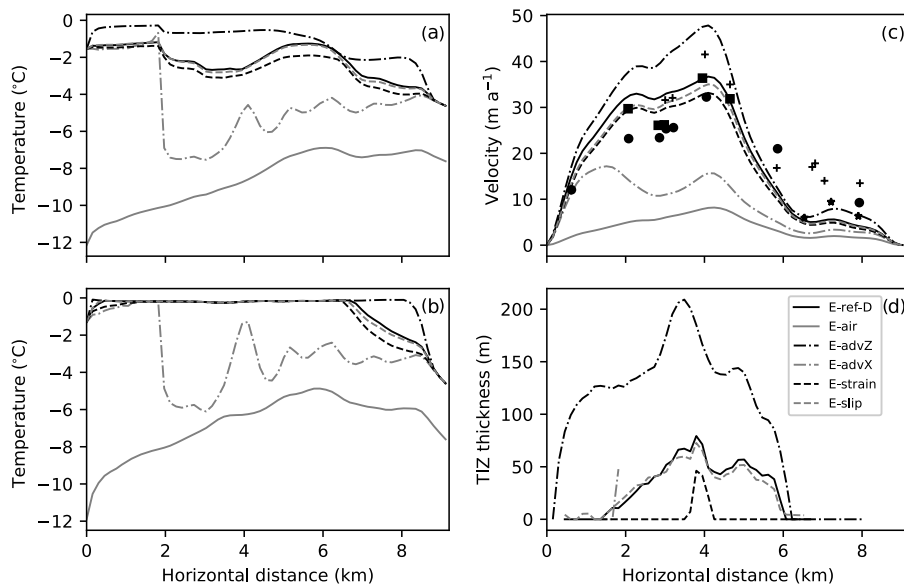 (a)
Temperature (°C)
0
−2
−4
−6
−8
−10
−12
(b)
Temperature (°C)
0
−2
−4
−6
−8
−10
−12
0
2
4
6
8
Horizontal distance (km)
(c)
Velocity (m a⁻¹)
50
40
30
20
10
0
(d)
TIZ thickness (m)
200
150
100
50
0
E-ref-D
E-air
E-advZ
E-advX
E-strain
E-slip
0
2
4
6
8
Horizontal distance (km)